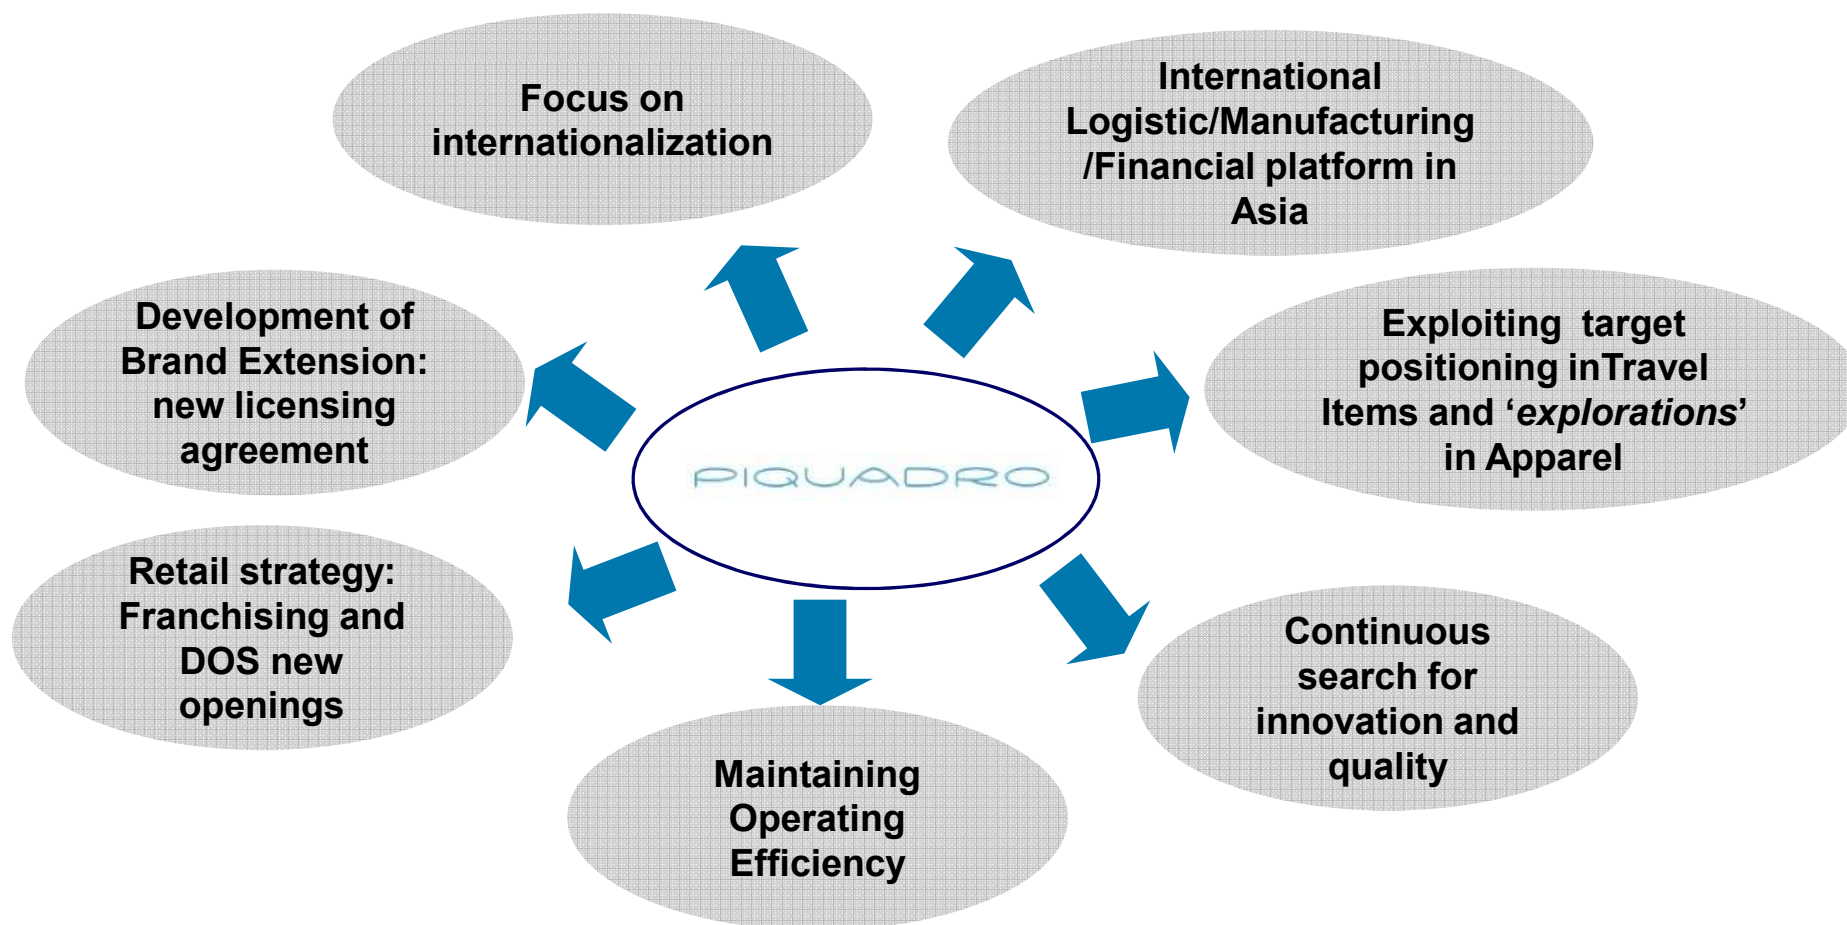 Focus on
internationalization
International
Logistic/Manufacturing
/Financial platform in
Asia
Development of
Brand Extension:
new licensing
agreement
Exploiting  target
positioning inTravel
Items and ‘explorations’
in Apparel
PIQUADRO
Retail strategy:
Franchising and
DOS new
openings
Continuous
search for
innovation and
quality
Maintaining
Operating
Efficiency